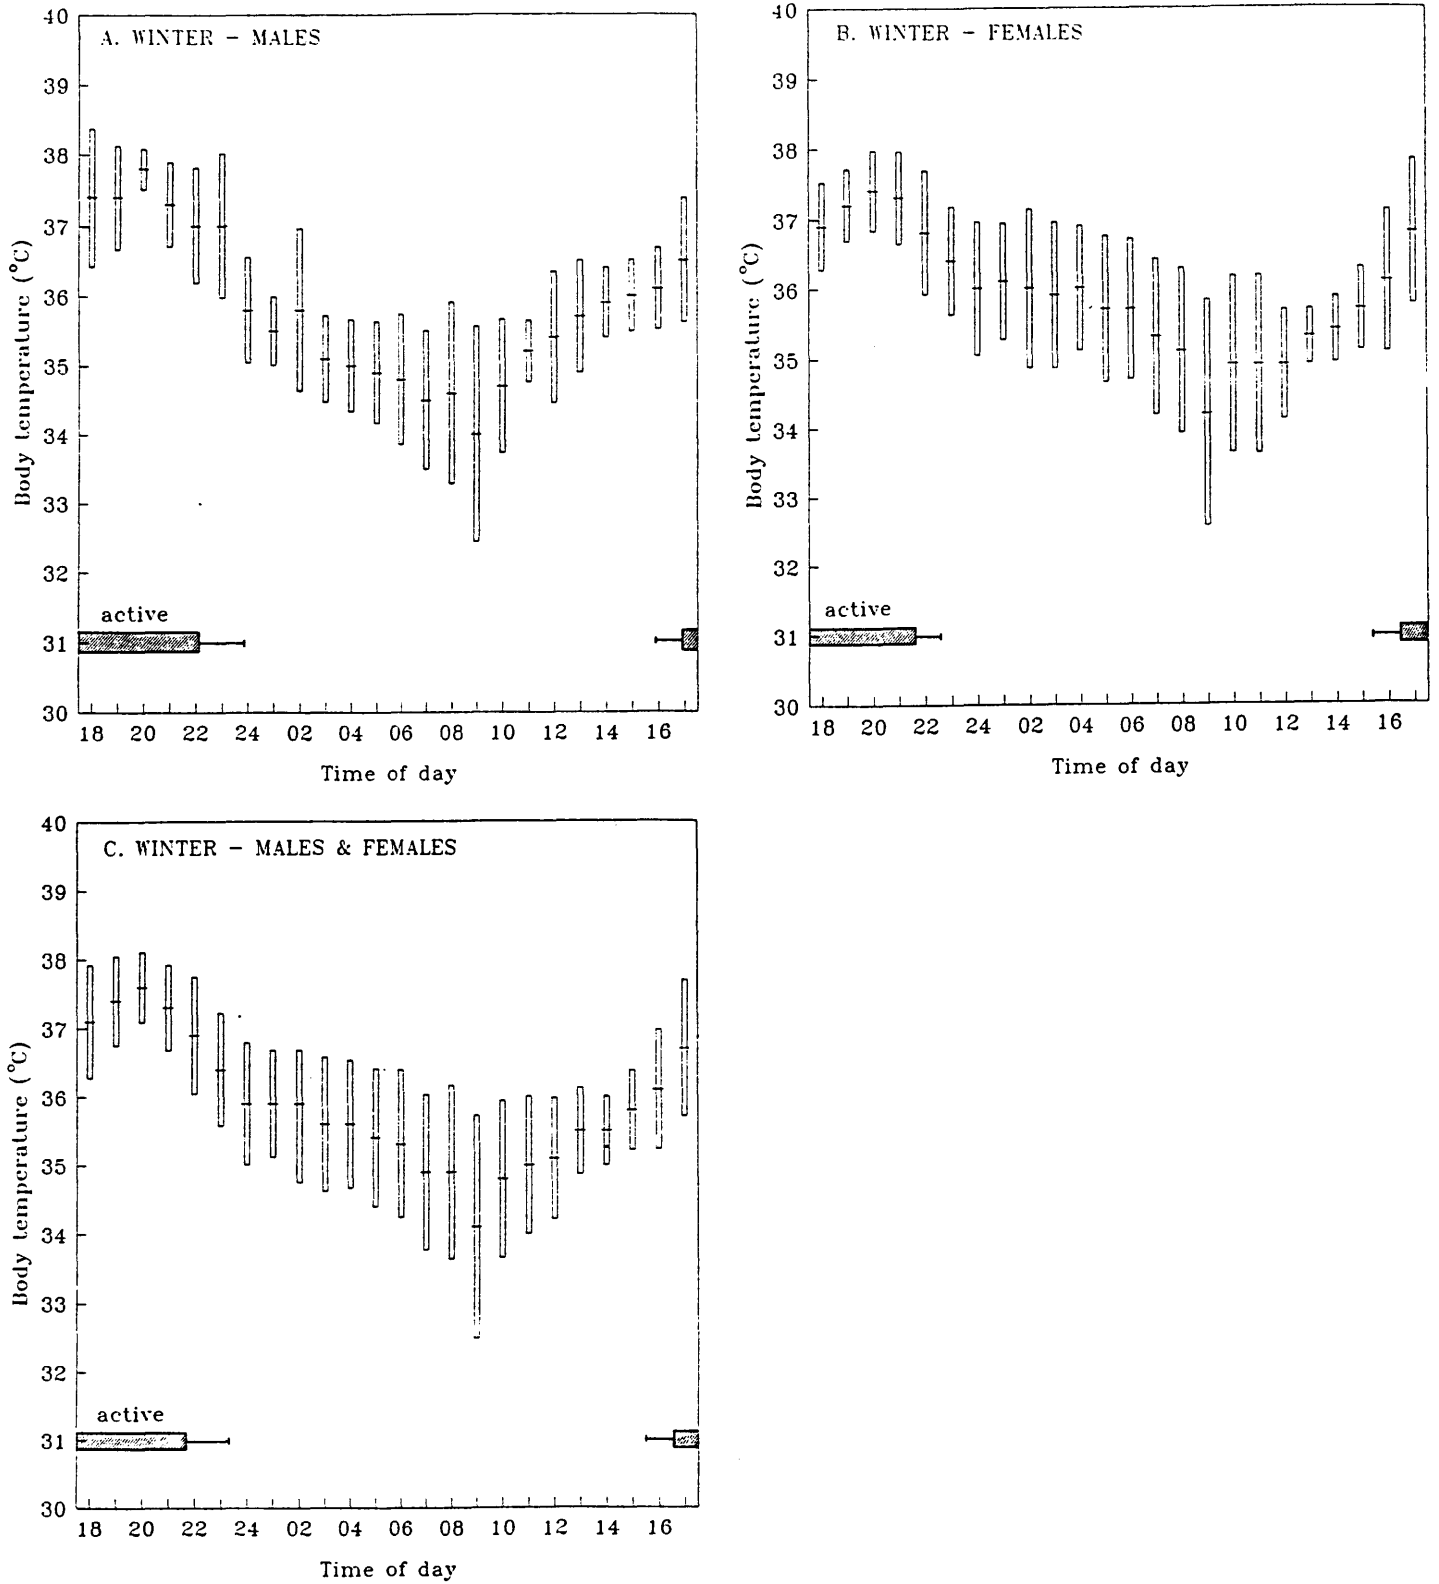 A. WINTER – MALES
40
39
38
37
36
35
34
33
32
31
30
Body temperature (°C)
active
18 20 22 24 02 04 06 08 10 12 14 16
Time of day
B. WINTER – FEMALES
40
39
38
37
36
35
34
33
32
31
30
Body temperature (°C)
active
18 20 22 24 02 04 06 08 10 12 14 16
Time of day
C. WINTER – MALES & FEMALES
40
39
38
37
36
35
34
33
32
31
30
Body temperature (°C)
active
18 20 22 24 02 04 06 08 10 12 14 16
Time of day